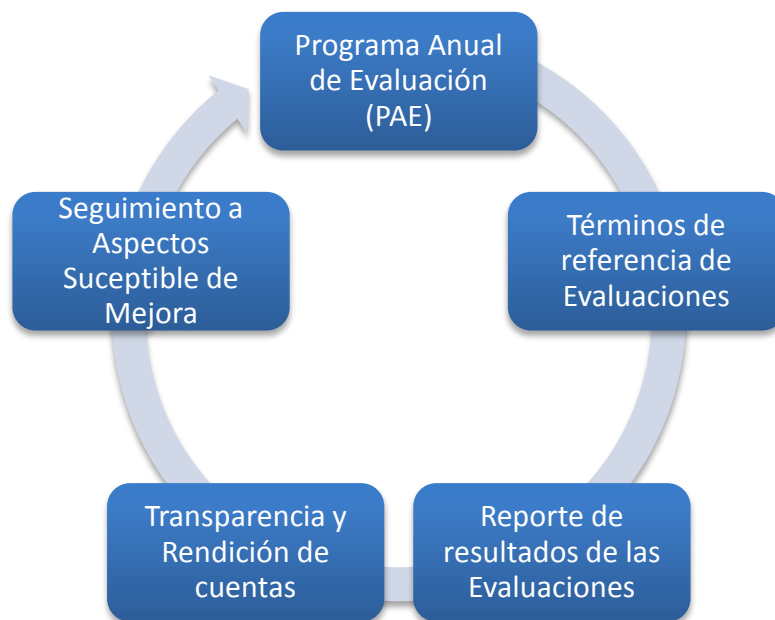 Programa Anual
de Evaluación
(PAE)
Términos de
referencia de
Evaluaciones
Reporte de
resultados de las
Evaluaciones
Transparencia y
Rendición de
cuentas
Seguimiento a
Aspectos
Suceptible de
Mejora